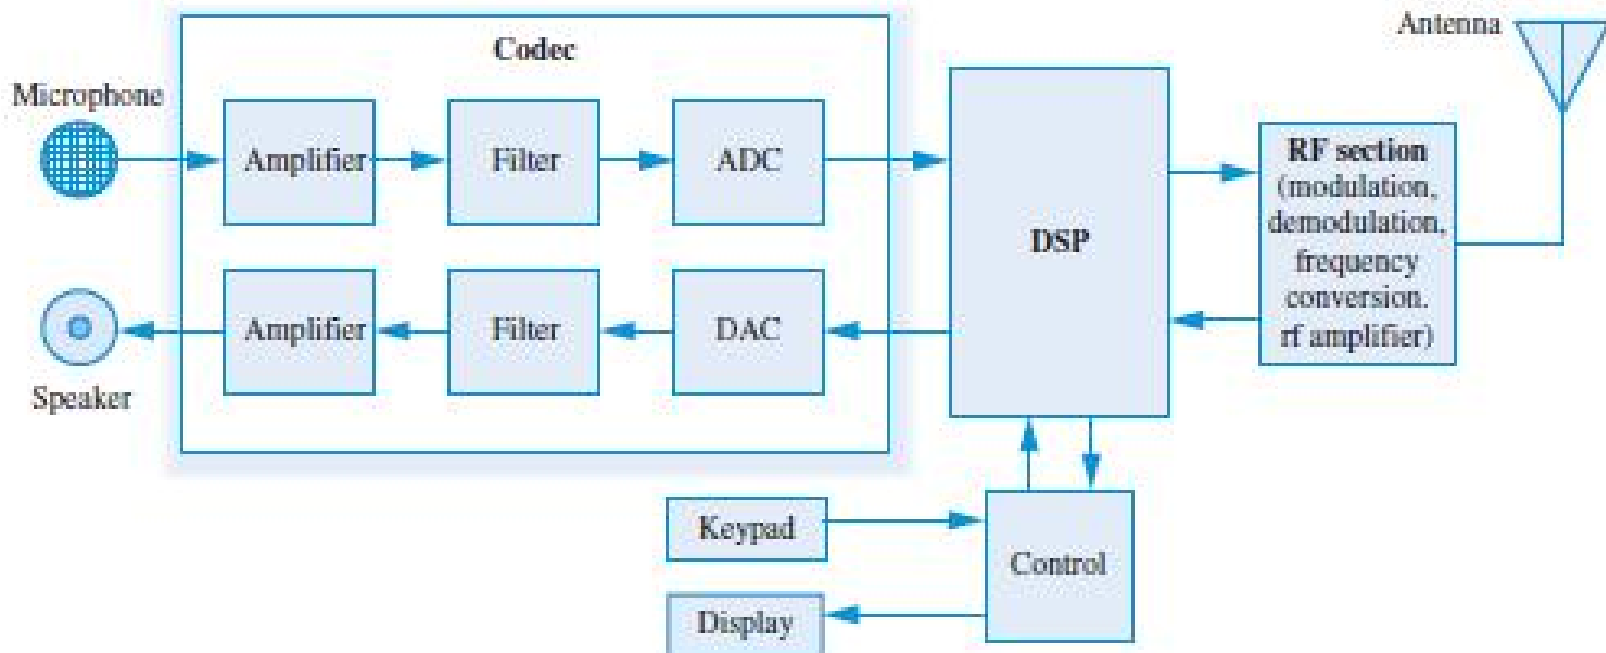 Antenna
Codec
Microphone
Amplifier
Filter
ADC
DSP
RF section
(modulation,
demodulation,
frequency
conversion.
rf amplifier)
Amplifier
Filter
DAC
Speaker
Keypad
Control
Display